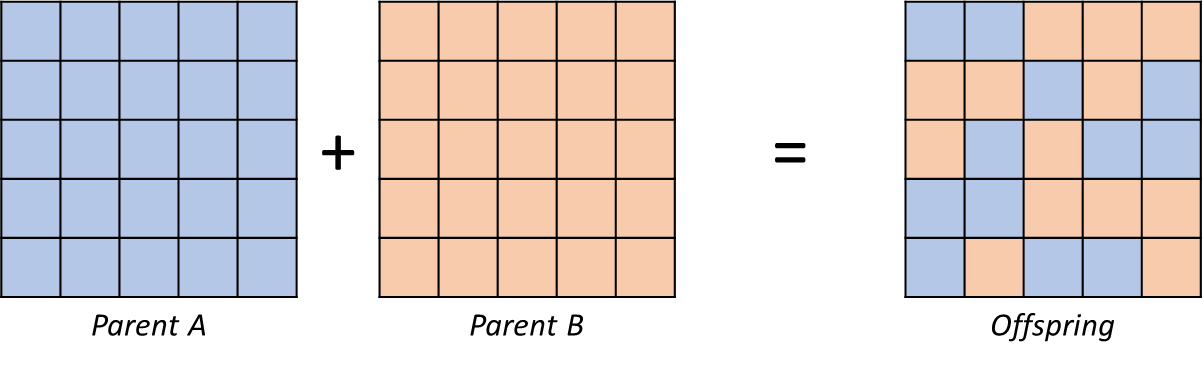 +
=
Parent A
Parent B
Offspring